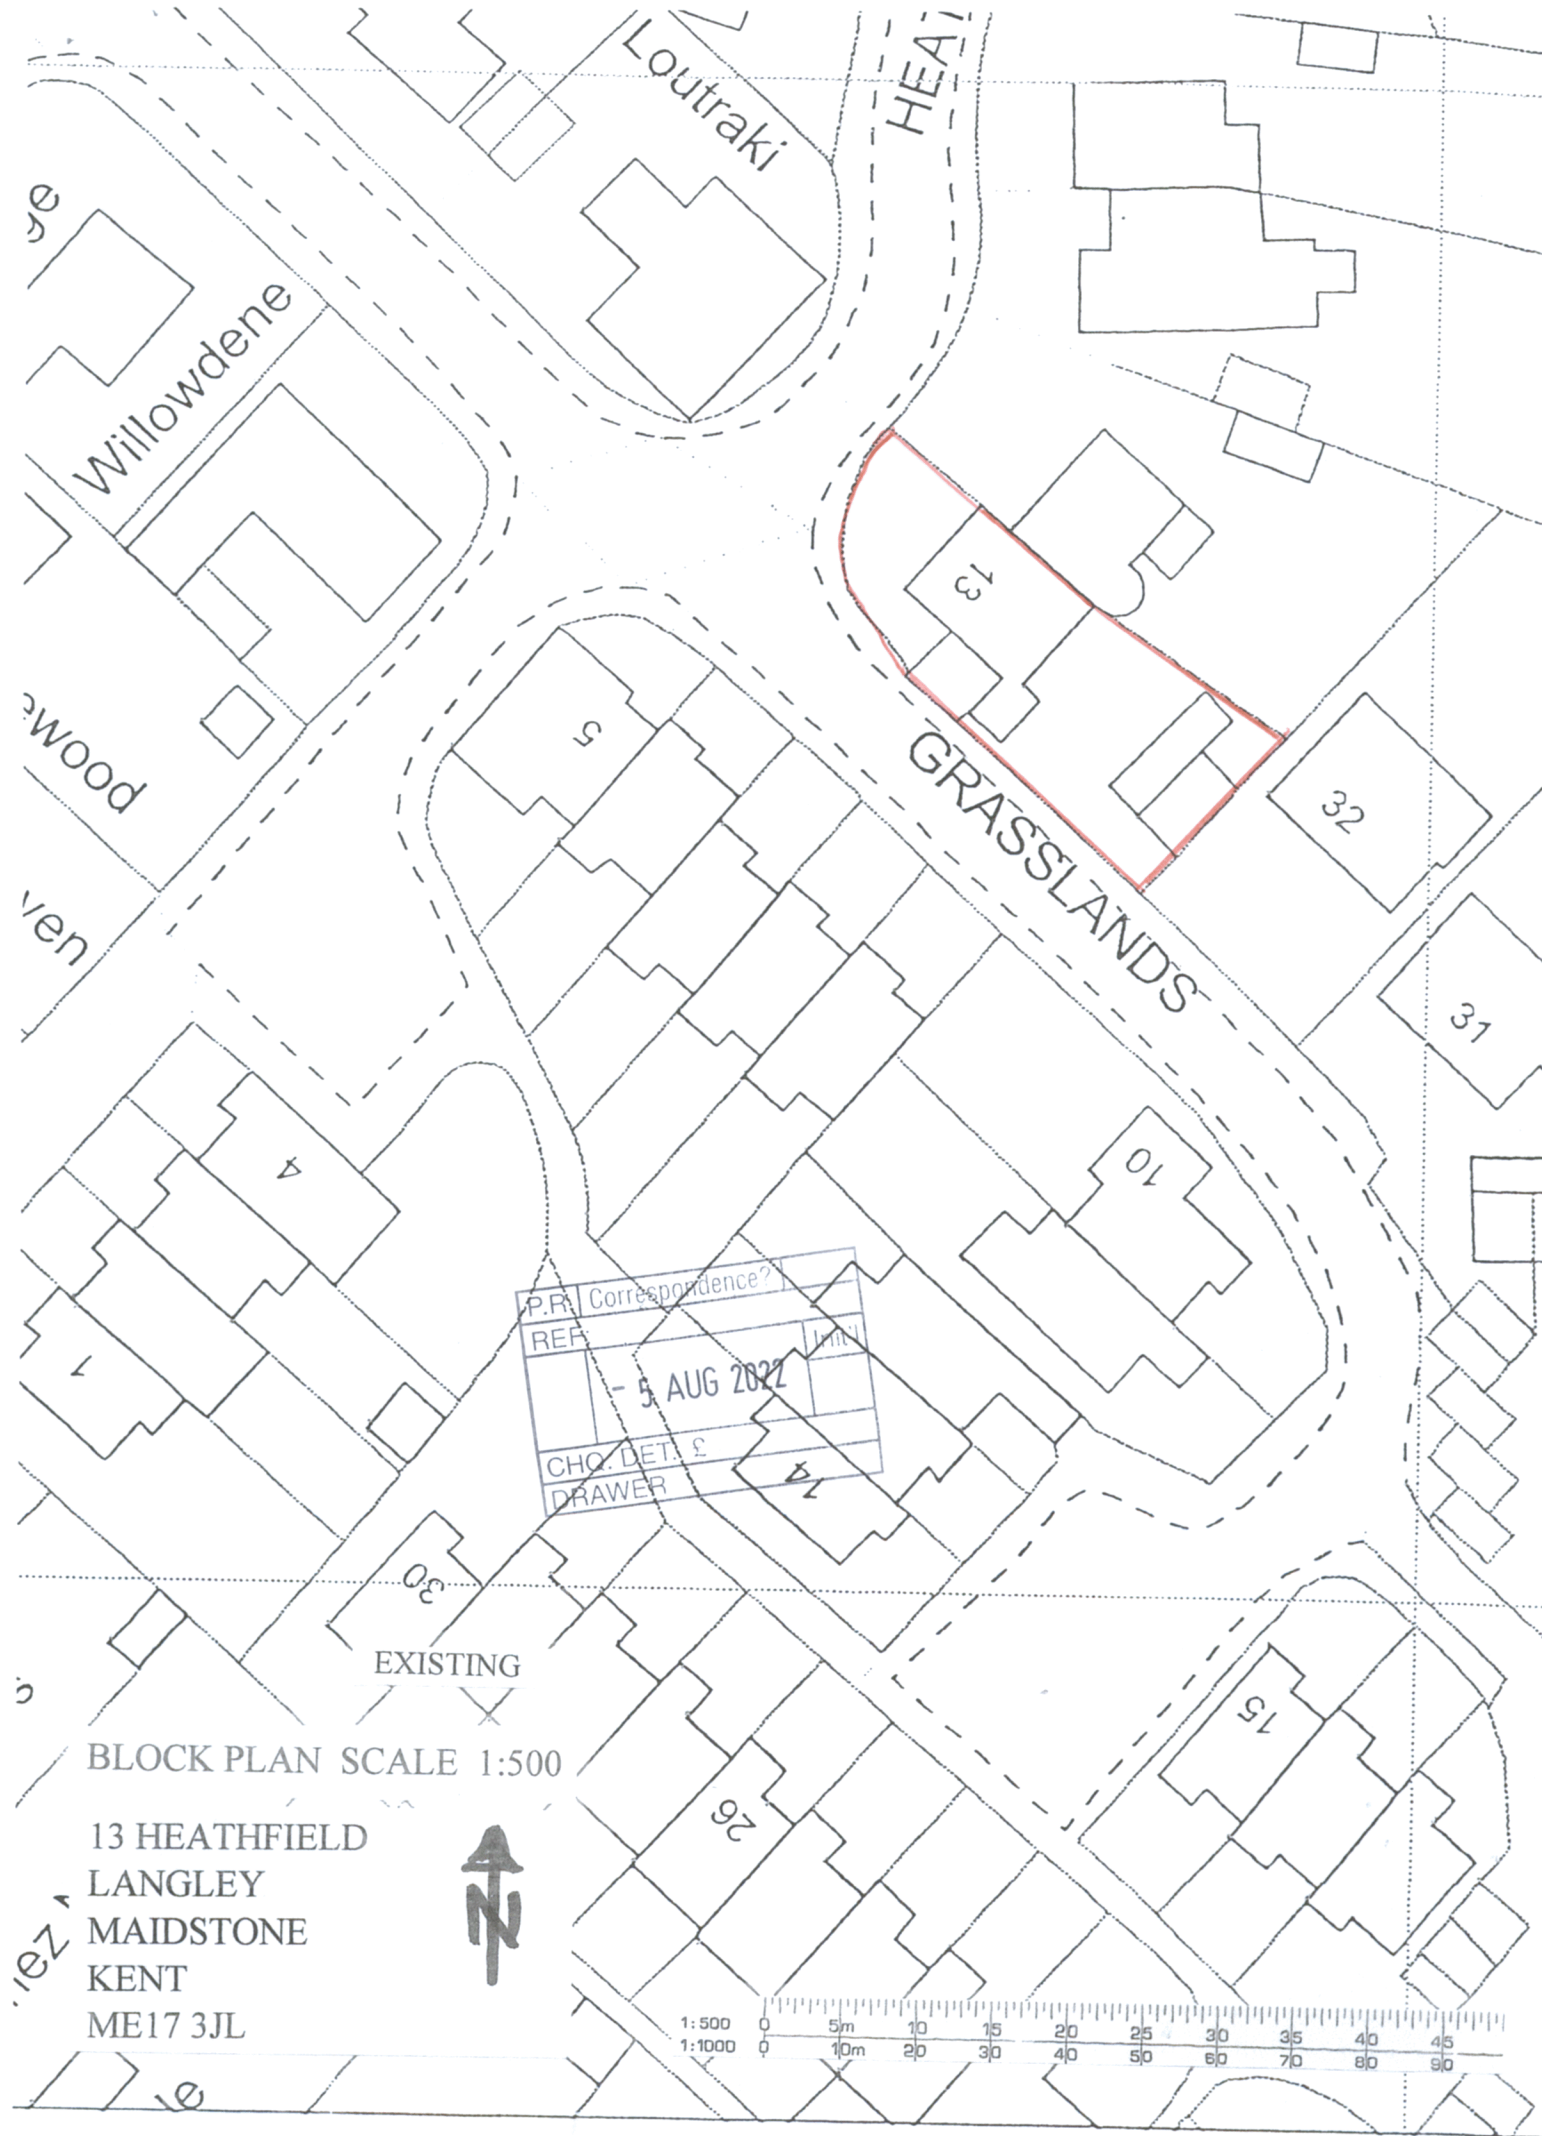 Loutraki
HEA
ge
Willowdene
13
5
ewood
GRASSLANDS
32
ven
31
10
4
P.R. Correspondence?
REF Init'l
- 5 AUG 2022
1
CHQ. DET. £
DRAWER
14
30
EXISTING
15
BLOCK PLAN SCALE 1:500
26
13 HEATHFIELD
LANGLEY
MAIDSTONE
KENT
ME17 3JL
N
1:500 0 5m 10 15 20 25 30 35 40 45
1:1000 0 10m 20 30 40 50 60 70 80 90
le